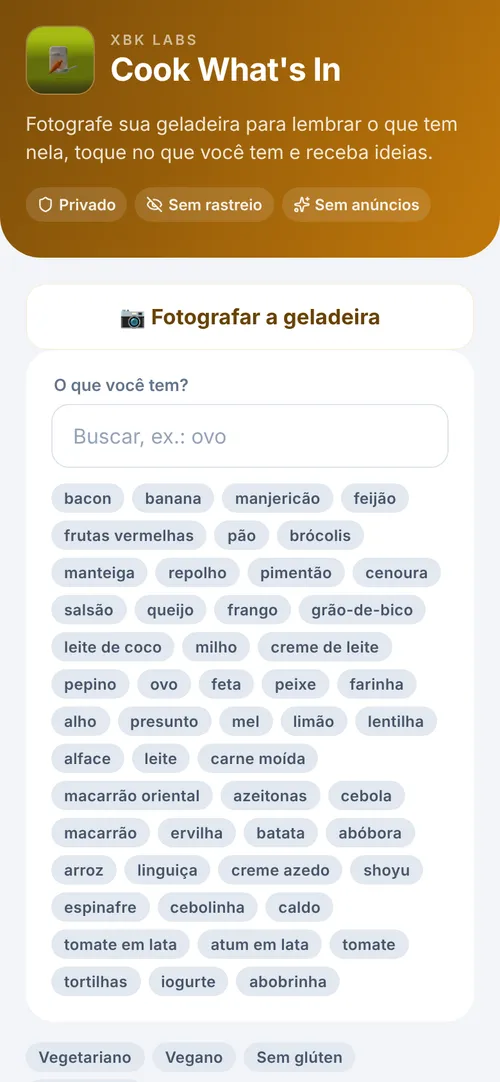 XBK LABS
Cook What's In
Fotografe sua geladeira para lembrar o que tem
nela, toque no que você tem e receba ideias.
Privado Sem rastreio Sem anúncios
📷 Fotografar a geladeira
O que você tem?
Buscar, ex.: ovo
bacon banana manjericão feijão
frutas vermelhas pão brócolis
manteiga repolho pimentão cenoura
salsão queijo frango grão-de-bico
leite de coco milho creme de leite
pepino ovo feta peixe farinha
alho presunto mel limão lentilha
alface leite carne moída
macarrão oriental azeitonas cebola
macarrão ervilha batata abóbora
arroz linguiça creme azedo shoyu
espinafre cebolinha caldo
tomate em lata atum em lata tomate
tortilhas iogurte abobrinha
Vegetariano Vegano Sem glúten